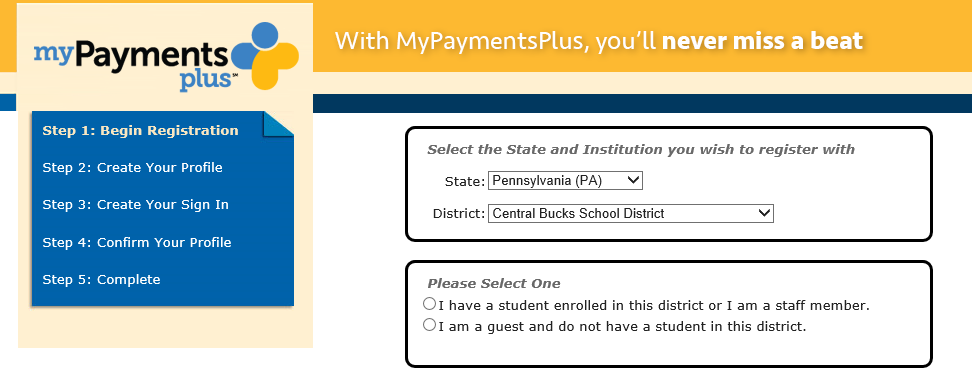 myPayments
plus℠
With MyPaymentsPlus, you'll never miss a beat
Step 1: Begin Registration
Step 2: Create Your Profile
Step 3: Create Your Sign In
Step 4: Confirm Your Profile
Step 5: Complete
Select the State and Institution you wish to register with
State: Pennsylvania (PA)
District: Central Bucks School District
Please Select One
I have a student enrolled in this district or I am a staff member.
I am a guest and do not have a student in this district.